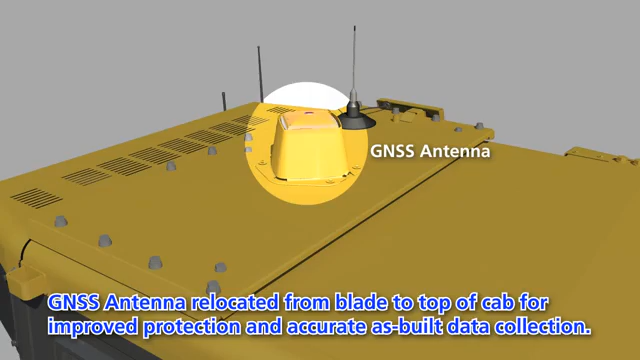 GNSS Antenna
GNSS Antenna relocated from blade to top of cab for
improved protection and accurate as-built data collection.